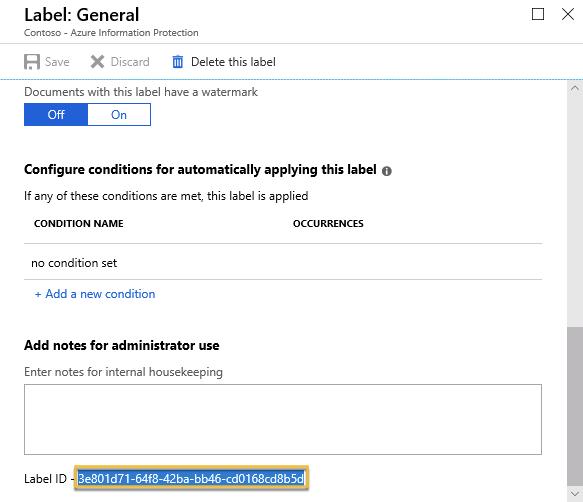 Label: General
Contoso - Azure Information Protection
Save Discard Delete this label
Documents with this label have a watermark
Off On
Configure conditions for automatically applying this label
If any of these conditions are met, this label is applied
CONDITION NAME OCCURRENCES
no condition set
+ Add a new condition
Add notes for administrator use
Enter notes for internal housekeeping
Label ID - 3e801d71-64f8-42ba-bb46-cd0168cd8b5d